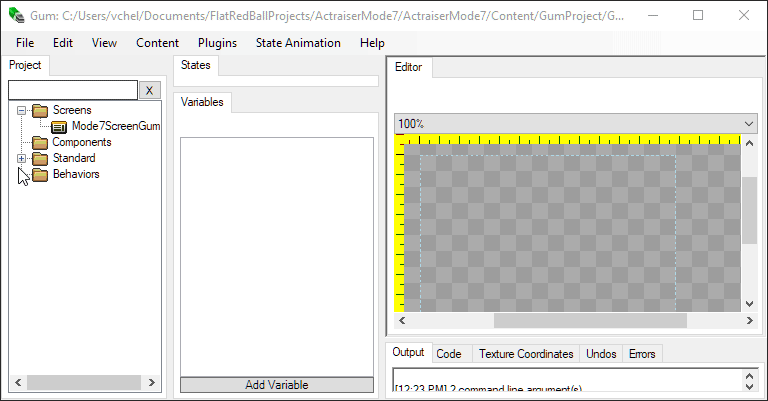 Gum: C:/Users/vchel/Documents/FlatRedBallProjects/ActraiserMode7/ActraiserMode7/Content/GumProject/G...
File Edit View Content Plugins State Animation Help
Project
X
Screens
Mode7ScreenGum
Components
Standard
Behaviors
States
Variables
Add Variable
Editor
100%
Output Code Texture Coordinates Undos Errors
[12:23 PM] 2 command line argument(s)